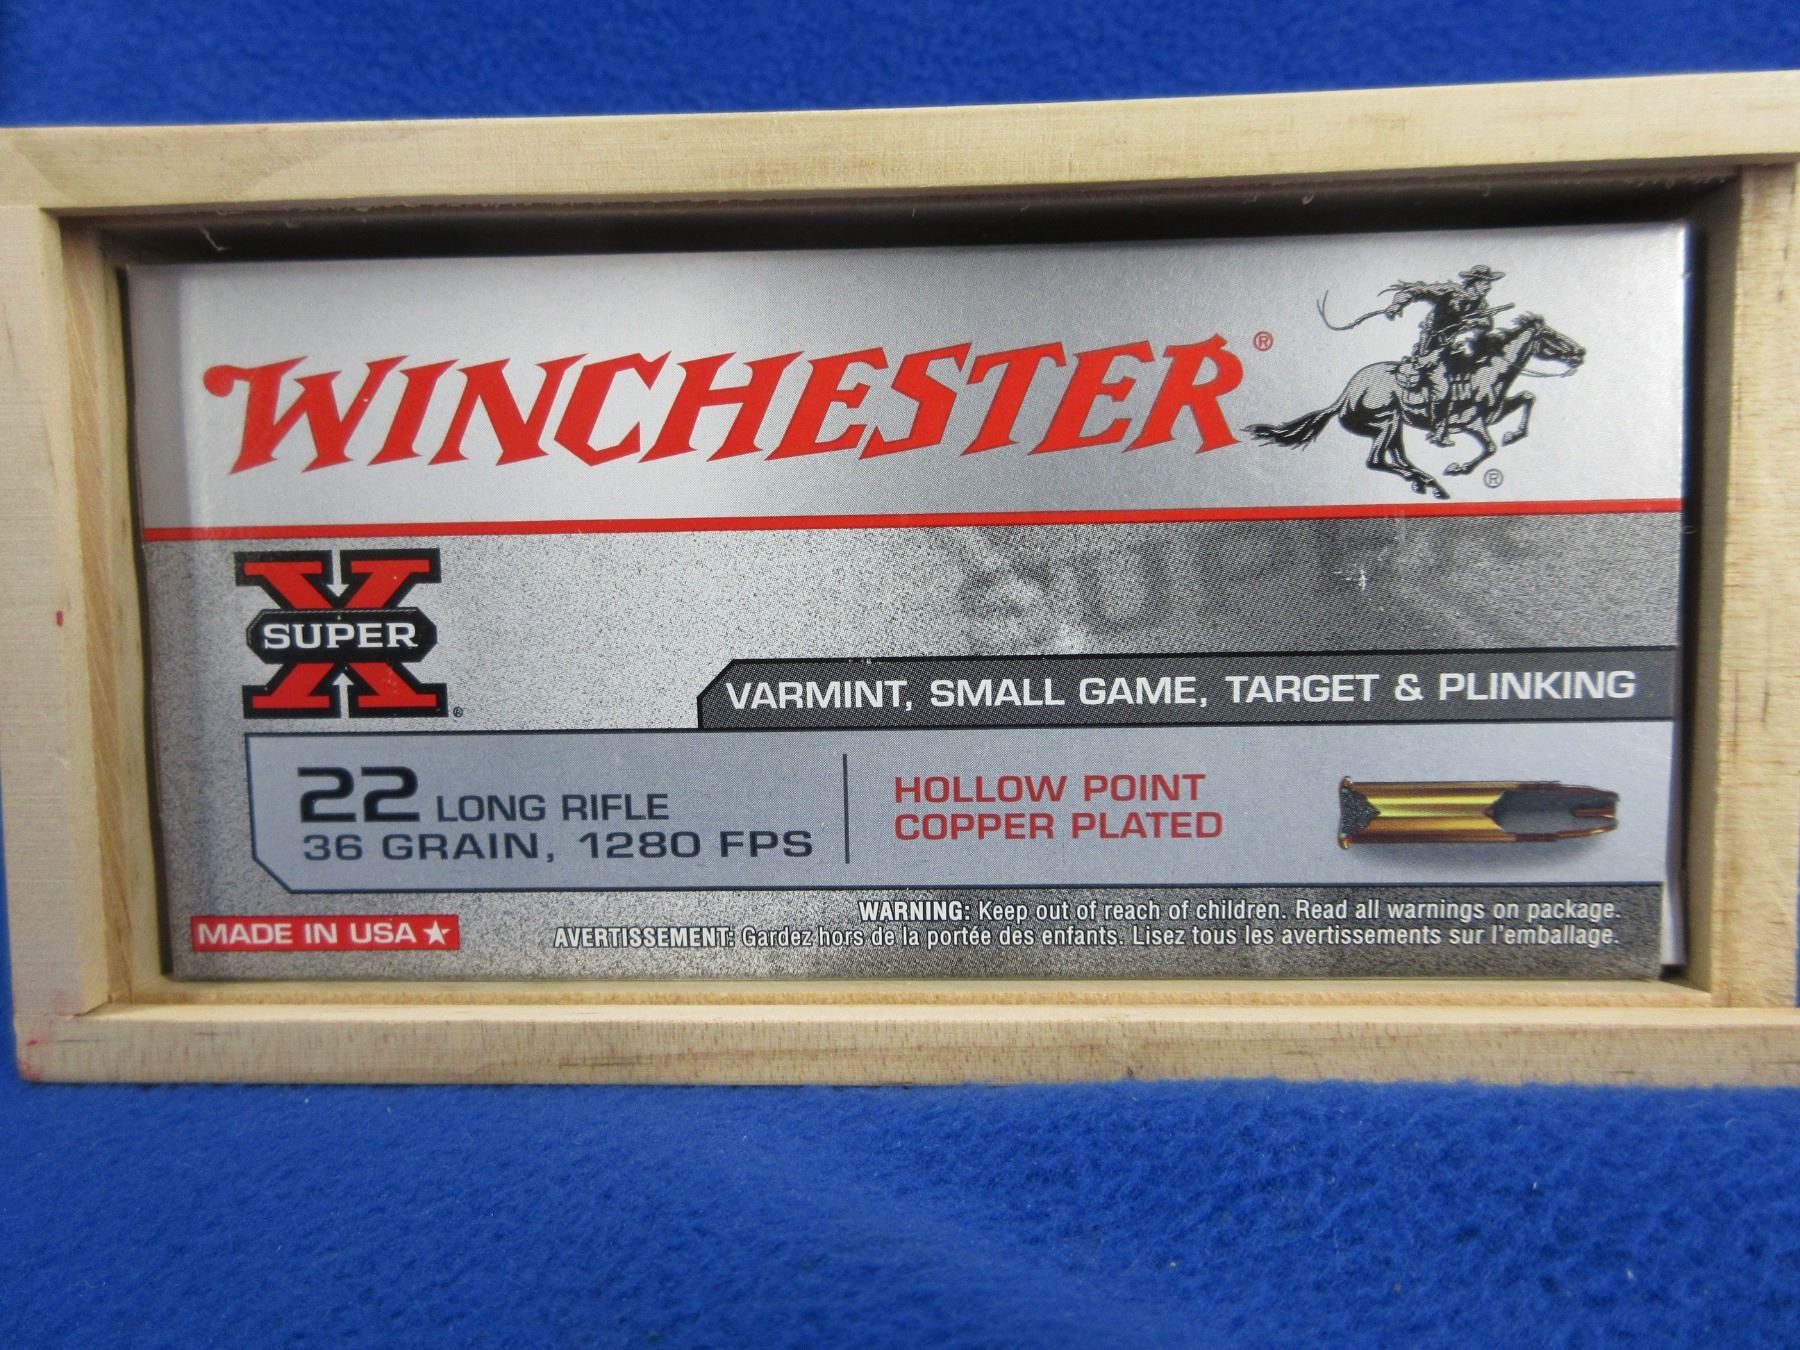 WINCHESTER®
®
SUPER X®
VARMINT, SMALL GAME, TARGET & PLINKING
22 LONG RIFLE
36 GRAIN, 1280 FPS
HOLLOW POINT
COPPER PLATED
WARNING: Keep out of reach of children. Read all warnings on package.
AVERTISSEMENT: Gardez hors de la portée des enfants. Lisez tous les avertissements sur l'emballage.
MADE IN USA